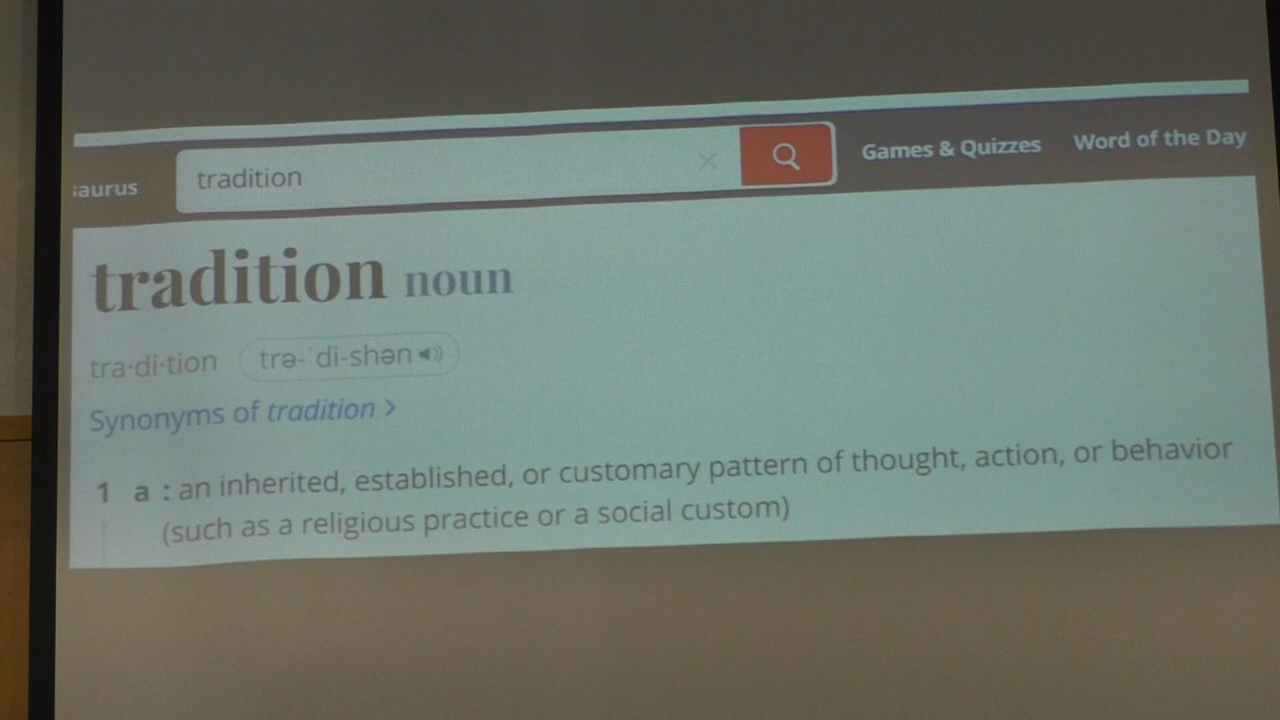 saurus tradition × Games & Quizzes Word of the Day
tradition noun
tra·di·tion trə-ˈdi-shən
Synonyms of tradition >
1 a : an inherited, established, or customary pattern of thought, action, or behavior
(such as a religious practice or a social custom)